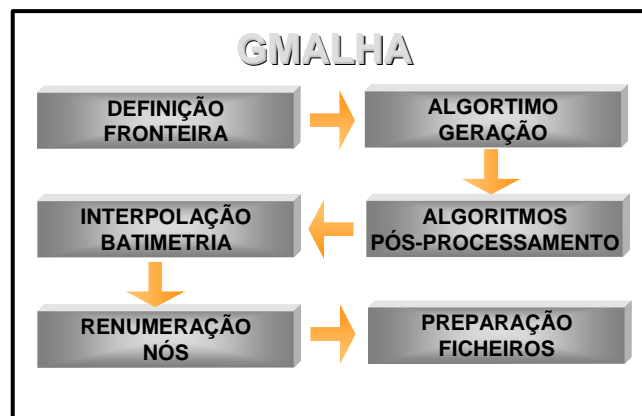 GMALHA
DEFINIÇÃO
FRONTEIRA
ALGORTIMO
GERAÇÃO
ALGORITMOS
PÓS-PROCESSAMENTO
INTERPOLAÇÃO
BATIMETRIA
RENUMERAÇÃO
NÓS
PREPARAÇÃO
FICHEIROS